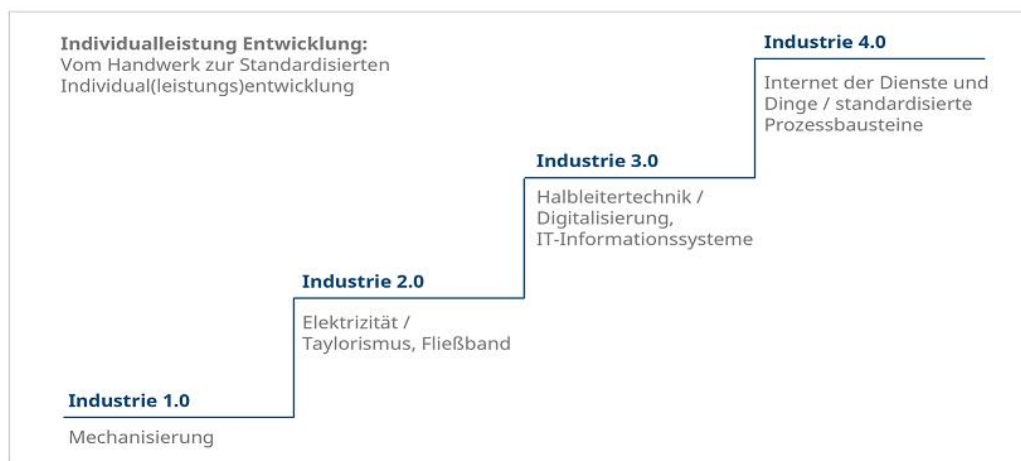 Individualleistung Entwicklung:
Vom Handwerk zur Standardisierten
Individual(leistungs)entwicklung
Industrie 4.0
Internet der Dienste und
Dinge / standardisierte
Prozessbausteine
Industrie 3.0
Halbleitertechnik /
Digitalisierung,
IT-Informationssysteme
Industrie 2.0
Elektrizität /
Taylorismus, Fließband
Industrie 1.0
Mechanisierung